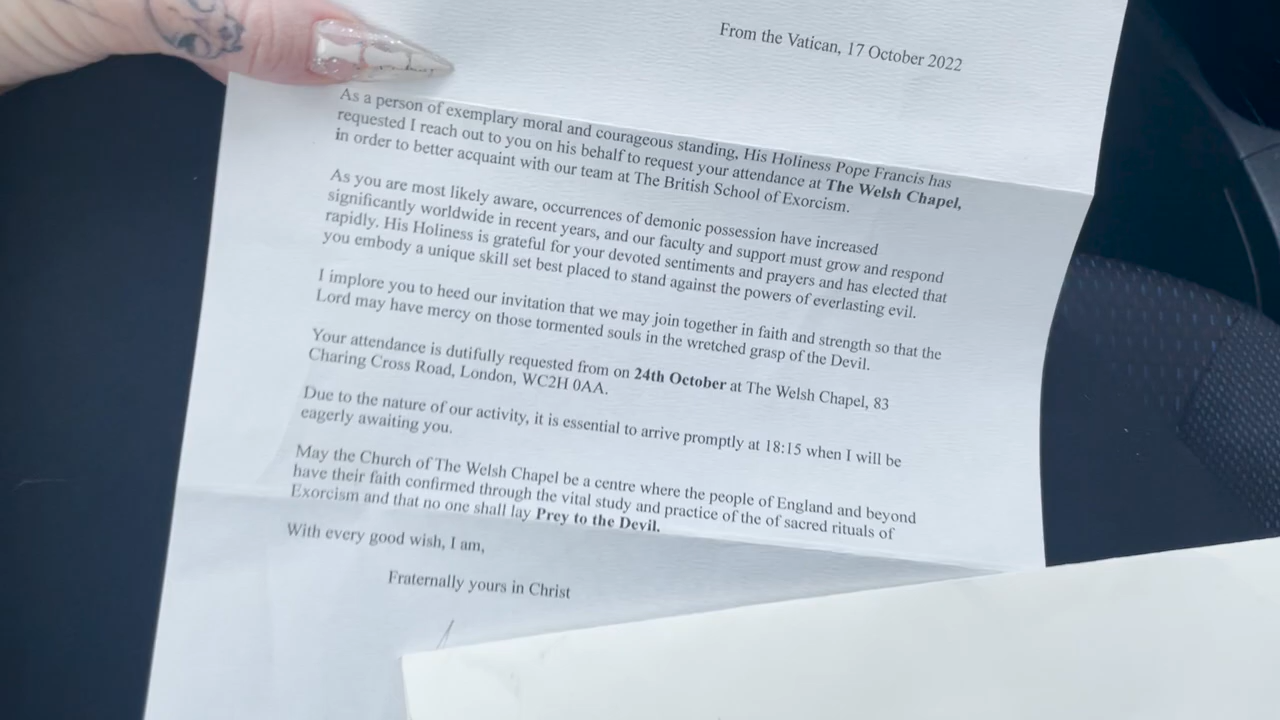 From the Vatican, 17 October 2022
As a person of exemplary moral and courageous standing, His Holiness Pope Francis has
requested I reach out to you on his behalf to request your attendance at The Welsh Chapel,
in order to better acquaint with our team at The British School of Exorcism.
As you are most likely aware, occurrences of demonic possession have increased
significantly worldwide in recent years, and our faculty and support must grow and respond
rapidly. His Holiness is grateful for your devoted sentiments and prayers and has elected that
you embody a unique skill set best placed to stand against the powers of everlasting evil.
I implore you to heed our invitation that we may join together in faith and strength so that the
Lord may have mercy on those tormented souls in the wretched grasp of the Devil.
Your attendance is dutifully requested from on 24th October at The Welsh Chapel, 83
Charing Cross Road, London, WC2H 0AA.
Due to the nature of our activity, it is essential to arrive promptly at 18:15 when I will be
eagerly awaiting you.
May the Church of The Welsh Chapel be a centre where the people of England and beyond
have their faith confirmed through the vital study and practice of the of sacred rituals of
Exorcism and that no one shall lay Prey to the Devil.
With every good wish, I am,
Fraternally yours in Christ